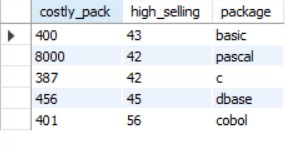 costly_pack high_selling package
400 43 basic
8000 42 pascal
387 42 c
456 45 dbase
401 56 cobol